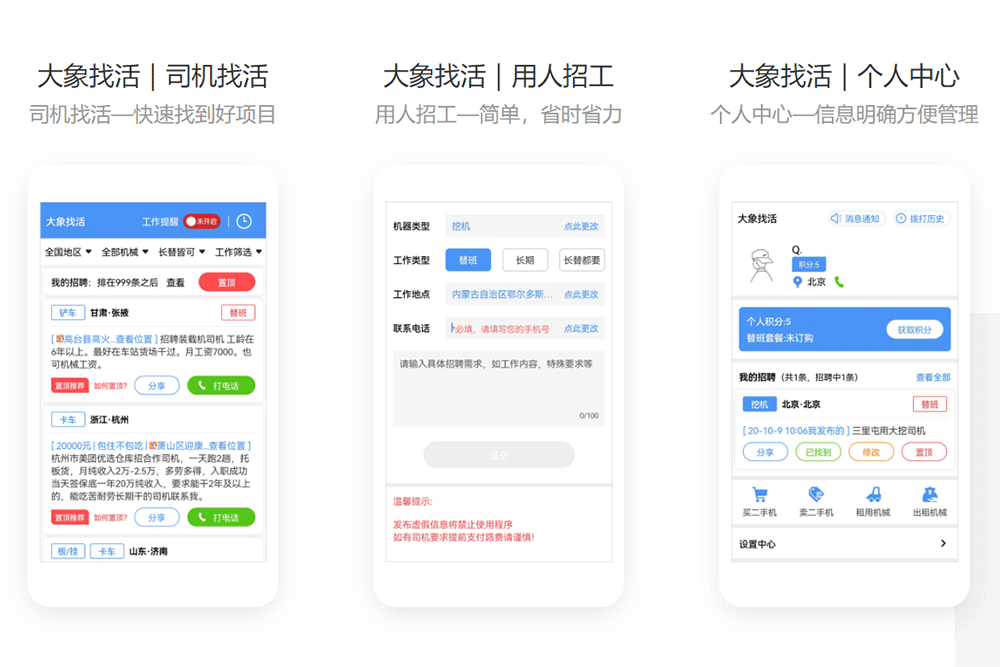 大象找活 | 司机找活
司机找活—快速找到好项目
大象找活
工作提醒
未开启
全国地区
全部机械
长替皆可
工作筛选
我的招聘：排在999条之后 查看
置顶
铲车
甘肃·张掖
替班
高台县高火...查看位置 ] 招聘装载机司机 工龄在
6年以上。最好在车站货场干过。月工资7000。也
可机械工资。
置顶推荐
如何置顶?
分享
打电话
卡车
浙江·杭州
[ 20000元 | 包住不包吃 | 萧山区迎康...查看位置 ]
杭州市美团优选仓库招合作司机，一天跑2趟，托
板货，月纯收入2万-2.5万，多劳多得，入职成功
当天签保底一年20万纯收入，要求能干2年及以上
的，能吃苦耐劳长期干的司机联系我。
置顶推荐
如何置顶?
分享
打电话
板/挂
卡车
山东·济南
大象找活 | 用人招工
用人招工—简单，省时省力
机器类型
挖机
点此更改
工作类型
替班
长期
长替都要
工作地点
内蒙古自治区鄂尔多斯...
点此更改
联系电话
必填，请填写您的手机号
点此更改
请输入具体招聘需求，如工作内容，特殊要求等
0/100
提交
温馨提示:
发布虚假信息将禁止使用程序
如有司机要求提前支付路费请谨慎!
大象找活 | 个人中心
个人中心—信息明确方便管理
大象找活
消息通知
拨打历史
Q.
积分:5
北京
个人积分:5
替班套餐:未订购
获取积分
我的招聘（共1条，招聘中1条）
查看全部
挖机
北京·北京
替班
[ 20-10-9 10:06我发布的 ] 三里屯用大挖司机
分享
已找到
修改
置顶
买二手机
卖二手机
租用机械
出租机械
设置中心